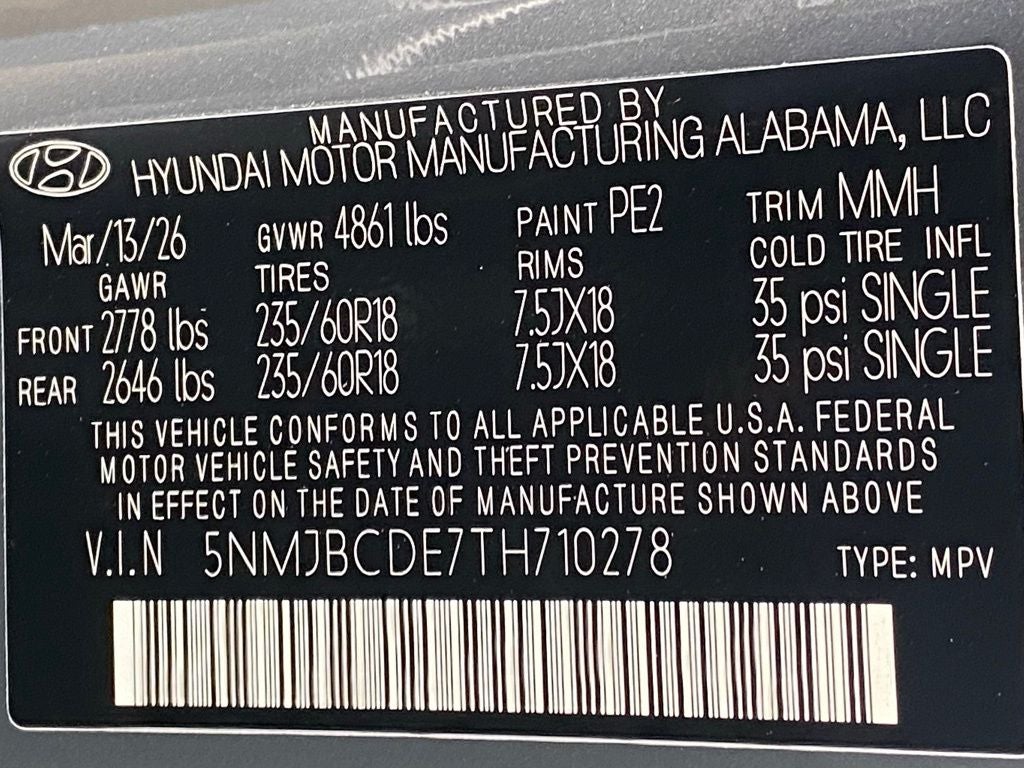 MANUFACTURED BY
HYUNDAI MOTOR MANUFACTURING ALABAMA, LLC
Mar/13/26 GVWR 4861 lbs PAINT PE2 TRIM MMH
GAWR TIRES RIMS COLD TIRE INFL
FRONT 2778 lbs 235/60R18 7.5JX18 35 psi SINGLE
REAR 2646 lbs 235/60R18 7.5JX18 35 psi SINGLE
THIS VEHICLE CONFORMS TO ALL APPLICABLE U.S.A. FEDERAL
MOTOR VEHICLE SAFETY AND THEFT PREVENTION STANDARDS
IN EFFECT ON THE DATE OF MANUFACTURE SHOWN ABOVE
V.I.N 5NMJBCDE7TH710278 TYPE: MPV